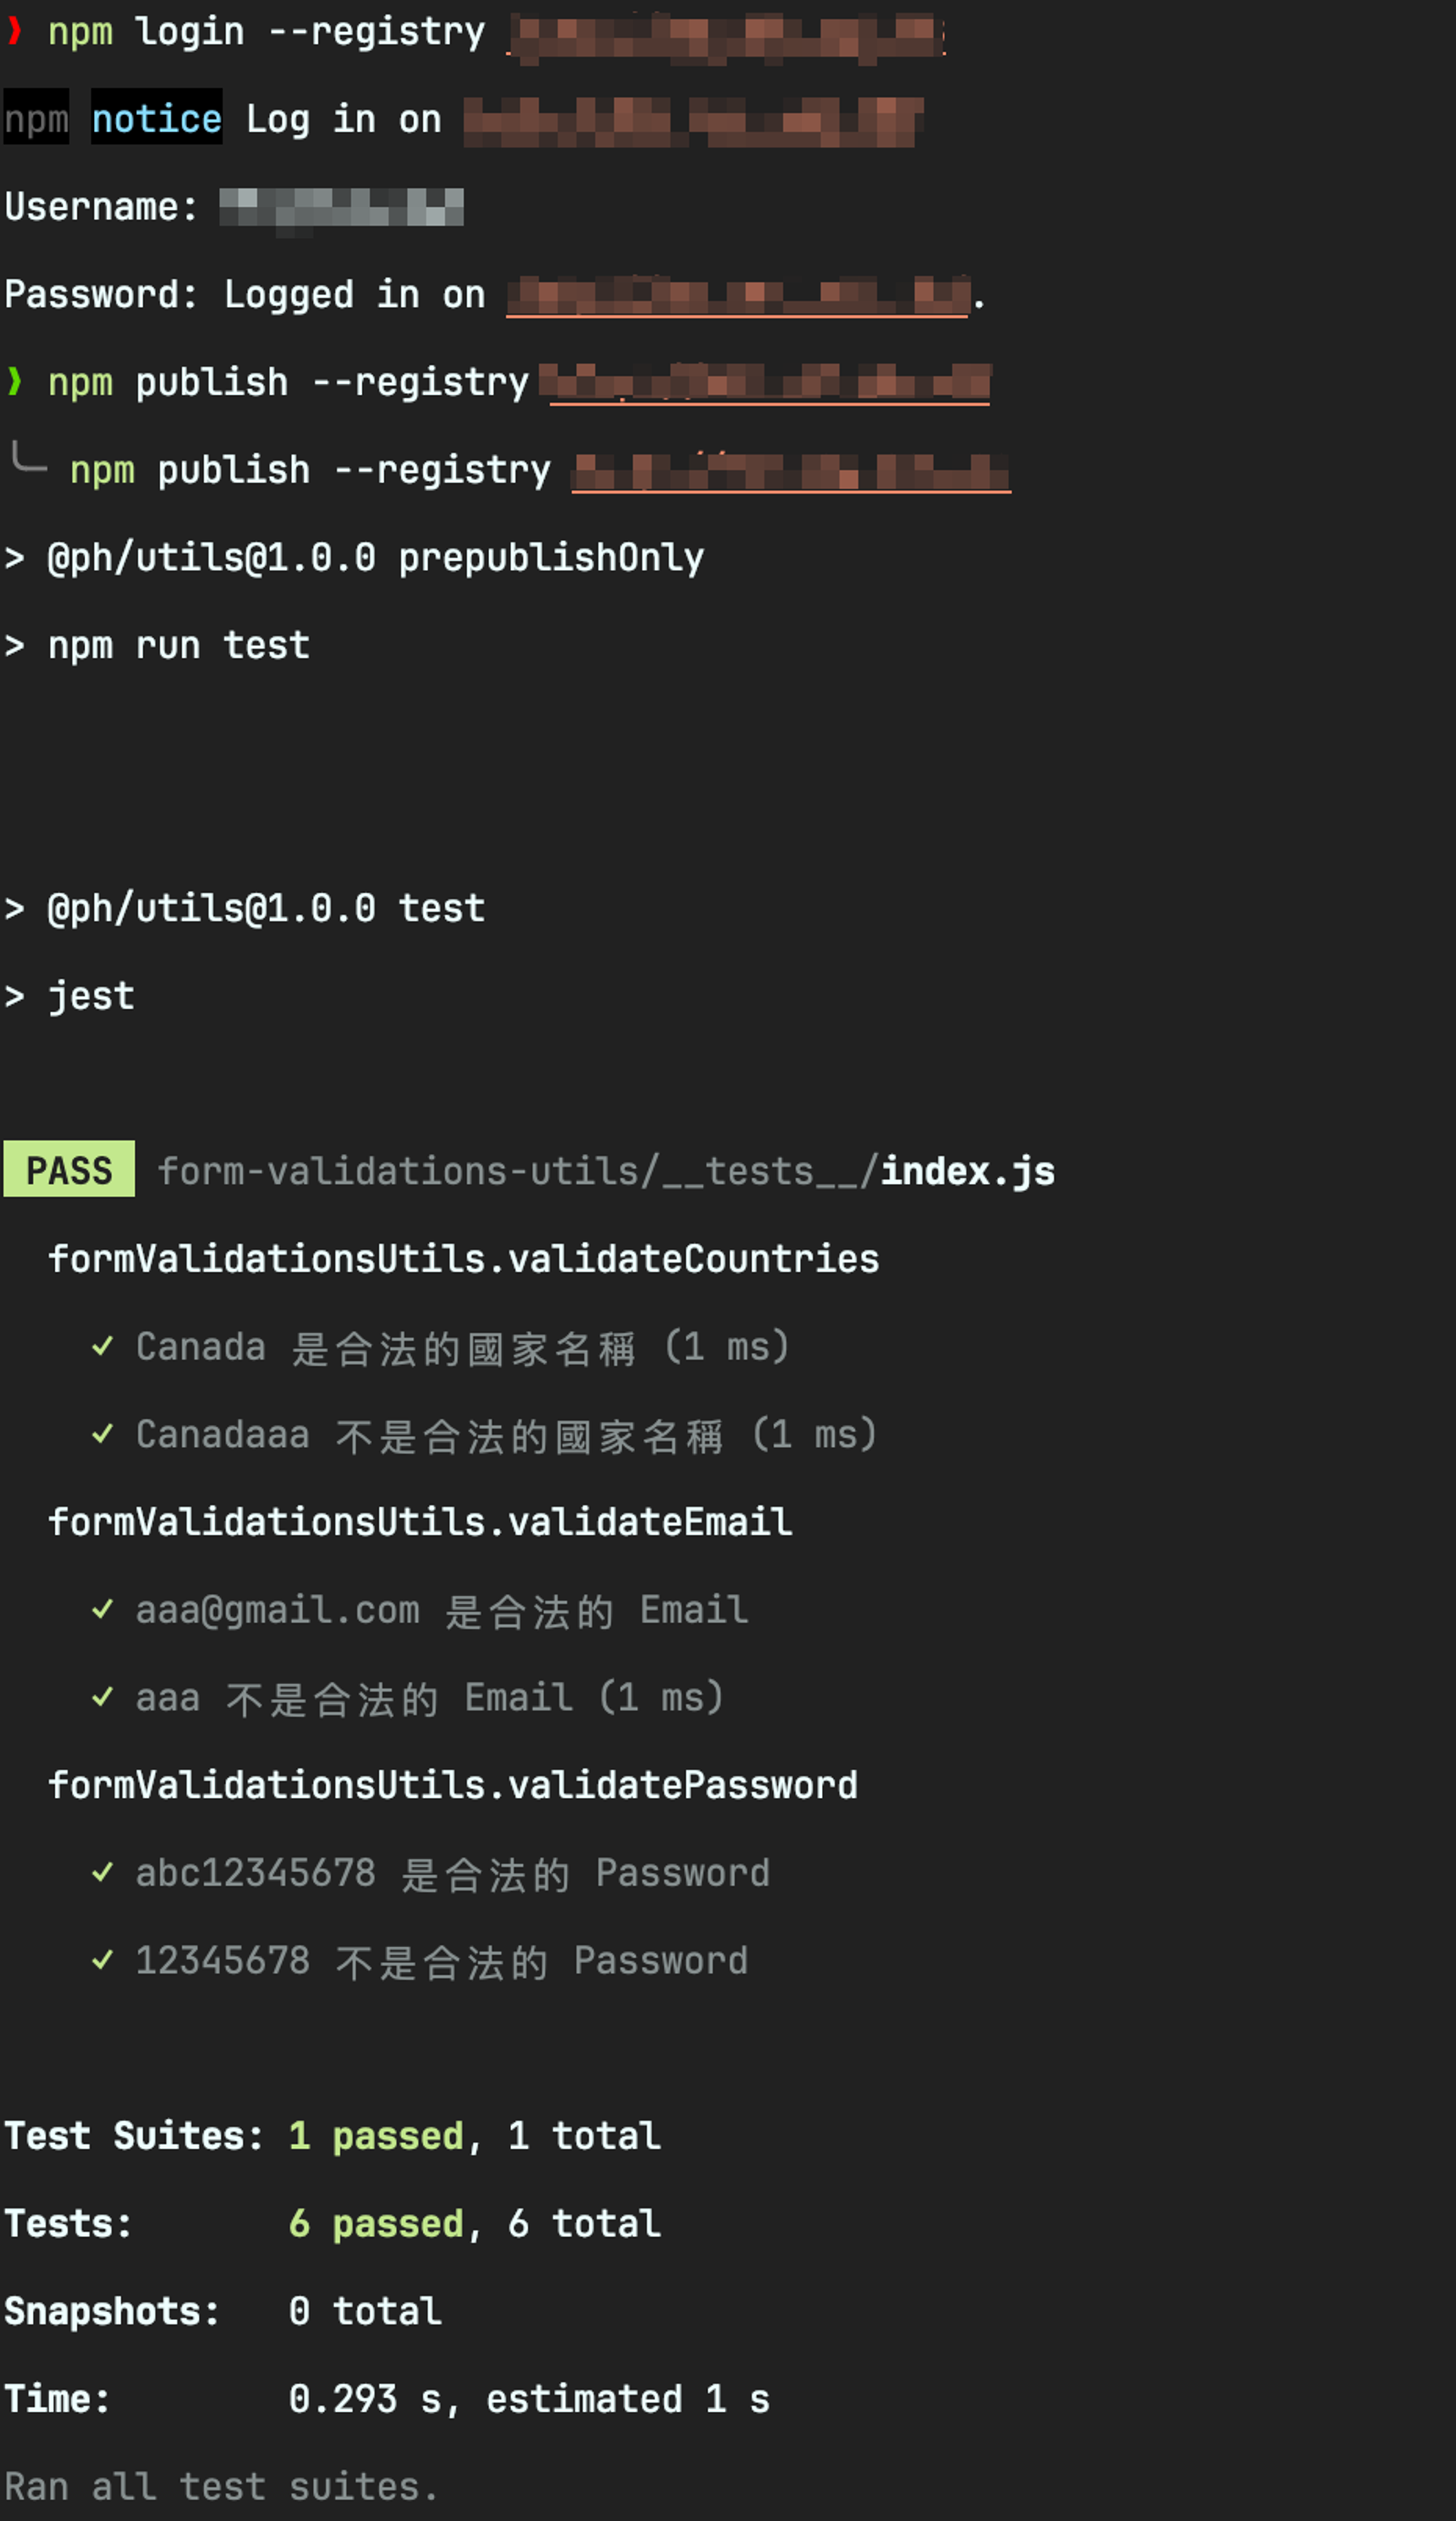 ❯ npm login --registry
npm notice Log in on
Username:
Password: Logged in on .
❯ npm publish --registry
╰─ npm publish --registry
> @ph/utils@1.0.0 prepublishOnly
> npm run test
> @ph/utils@1.0.0 test
> jest
PASS form-validations-utils/__tests__/index.js
formValidationsUtils.validateCountries
✓ Canada 是合法的國家名稱 (1 ms)
✓ Canadaaa 不是合法的國家名稱 (1 ms)
formValidationsUtils.validateEmail
✓ aaa@gmail.com 是合法的 Email
✓ aaa 不是合法的 Email (1 ms)
formValidationsUtils.validatePassword
✓ abc12345678 是合法的 Password
✓ 12345678 不是合法的 Password
Test Suites: 1 passed, 1 total
Tests: 6 passed, 6 total
Snapshots: 0 total
Time: 0.293 s, estimated 1 s
Ran all test suites.